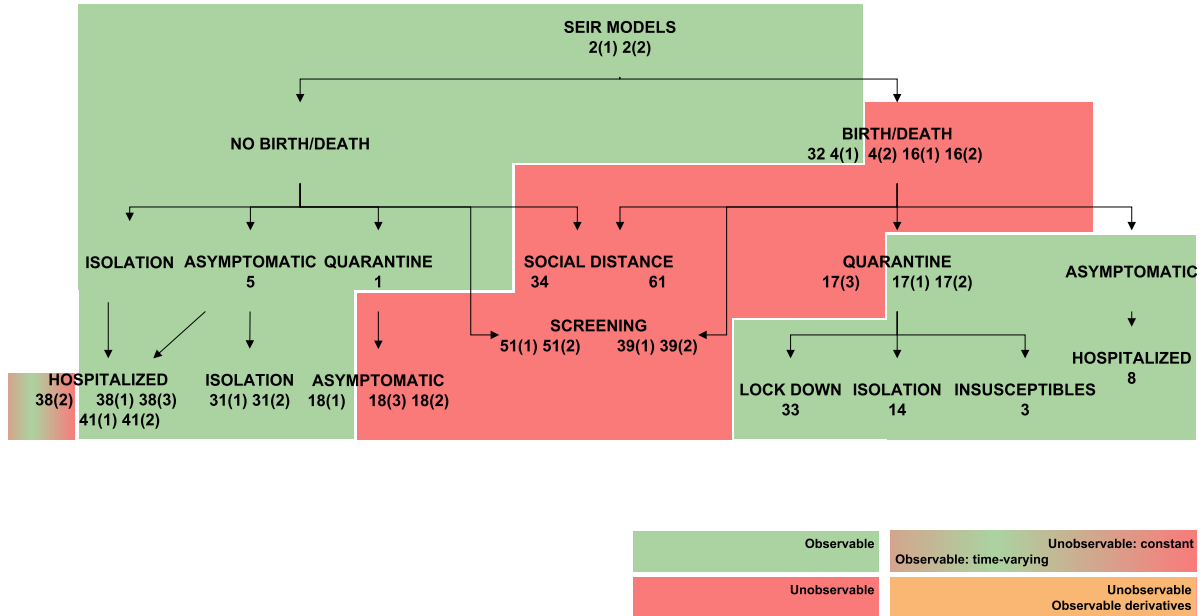 SEIR MODELS
2(1) 2(2)
NO BIRTH/DEATH
BIRTH/DEATH
32 4(1) 4(2) 16(1) 16(2)
ISOLATION ASYMPTOMATIC QUARANTINE SOCIAL DISTANCE QUARANTINE ASYMPTOMATIC
5 1 34 61 17(3) 17(1) 17(2)
SCREENING
51(1) 51(2) 39(1) 39(2)
HOSPITALIZED
8
HOSPITALIZED ISOLATION ASYMPTOMATIC LOCK DOWN ISOLATION INSUSCEPTIBLES
38(2) 38(1) 38(3) 31(1) 31(2) 18(1) 18(3) 18(2) 33 14 3
41(1) 41(2)
Observable
Unobservable: constant
Observable: time-varying
Unobservable
Unobservable
Observable derivatives